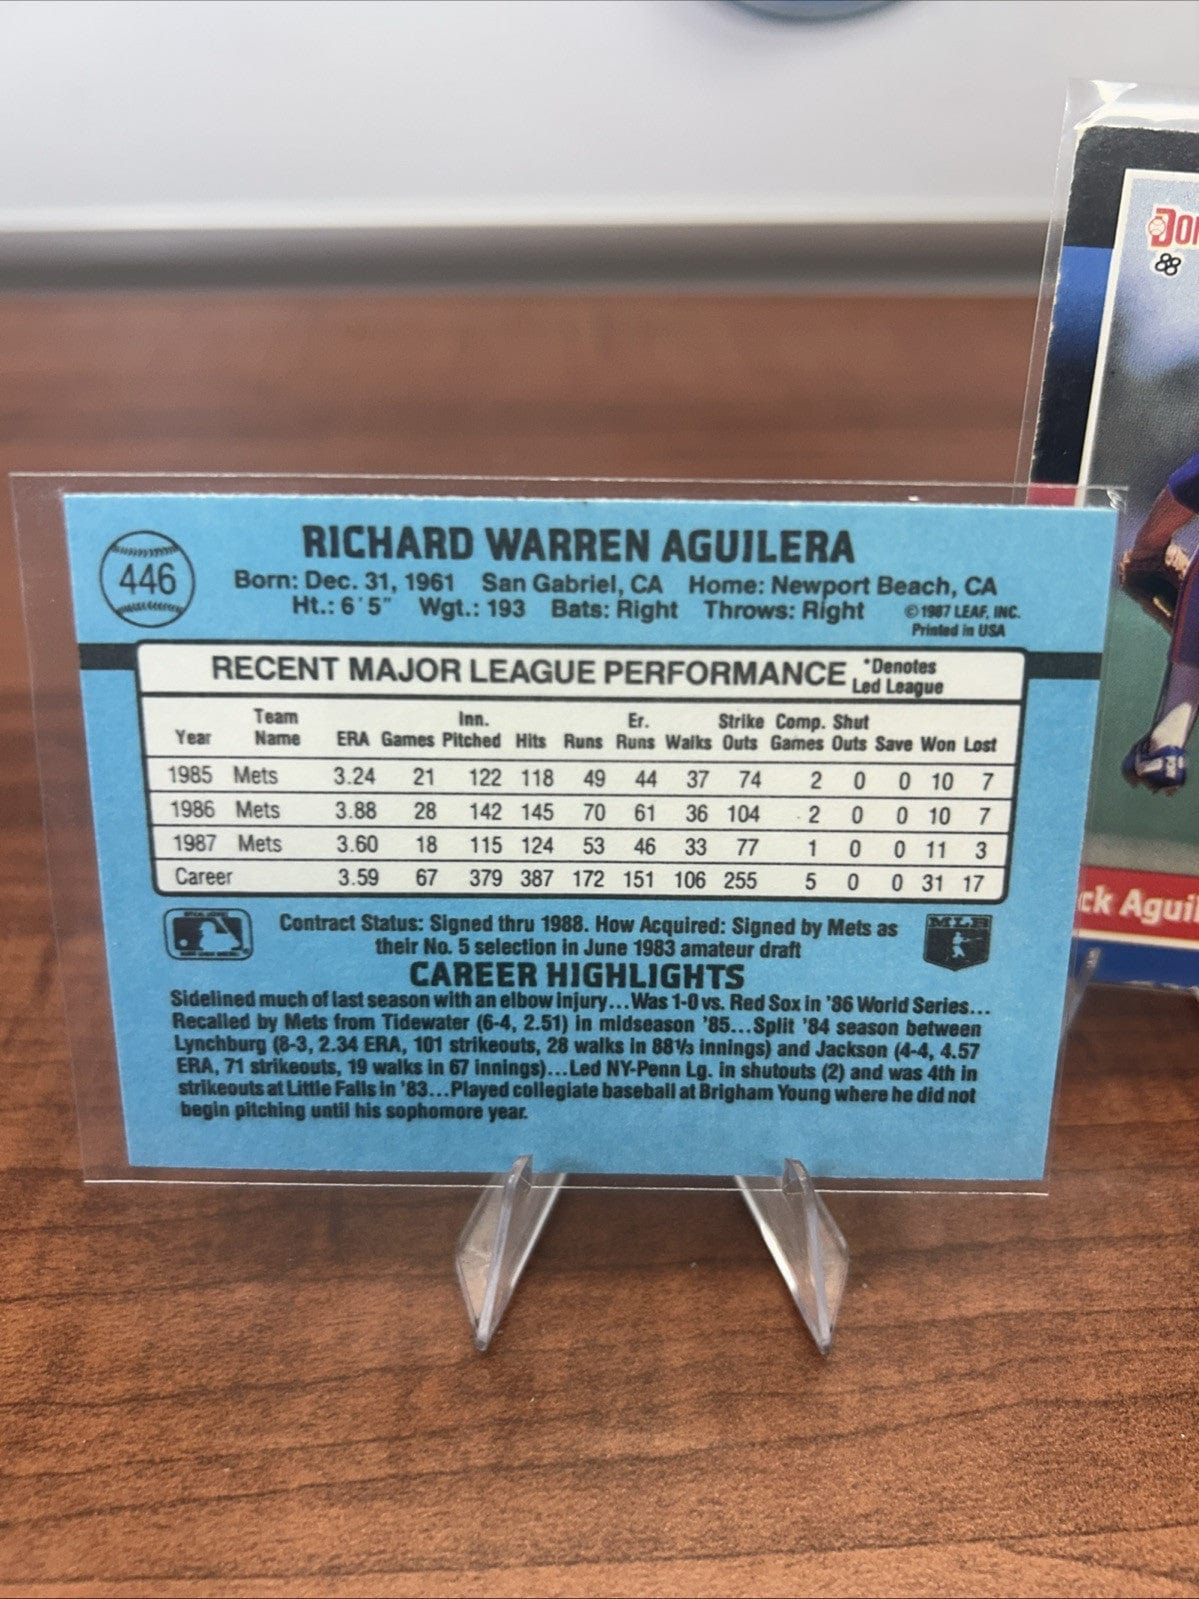 446
RICHARD WARREN AGUILERA
Born: Dec. 31, 1961 San Gabriel, CA Home: Newport Beach, CA
Ht.: 6'5" Wgt.: 193 Bats: Right Throws: Right © 1987 LEAF, INC.
Printed in USA
RECENT MAJOR LEAGUE PERFORMANCE *Denotes
Led League
Year Team Name ERA Games Inn. Pitched Hits Runs Er. Runs Walks Strike Outs Comp. Games Shut Outs Save Won Lost
1985 Mets 3.24 21 122 118 49 44 37 74 2 0 0 10 7
1986 Mets 3.88 28 142 145 70 61 36 104 2 0 0 10 7
1987 Mets 3.60 18 115 124 53 46 33 77 1 0 0 11 3
Career 3.59 67 379 387 172 151 106 255 5 0 0 31 17
Contract Status: Signed thru 1988. How Acquired: Signed by Mets as
their No. 5 selection in June 1983 amateur draft
MLB
CAREER HIGHLIGHTS
Sidelined much of last season with an elbow injury...Was 1-0 vs. Red Sox in '86 World Series...
Recalled by Mets from Tidewater (6-4, 2.51) in midseason '85...Split '84 season between
Lynchburg (8-3, 2.34 ERA, 101 strikeouts, 28 walks in 88⅓ innings) and Jackson (4-4, 4.57
ERA, 71 strikeouts, 19 walks in 67 innings)...Led NY-Penn Lg. in shutouts (2) and was 4th in
strikeouts at Little Falls in '83...Played collegiate baseball at Brigham Young where he did not
begin pitching until his sophomore year.
Don
88
ck Agui